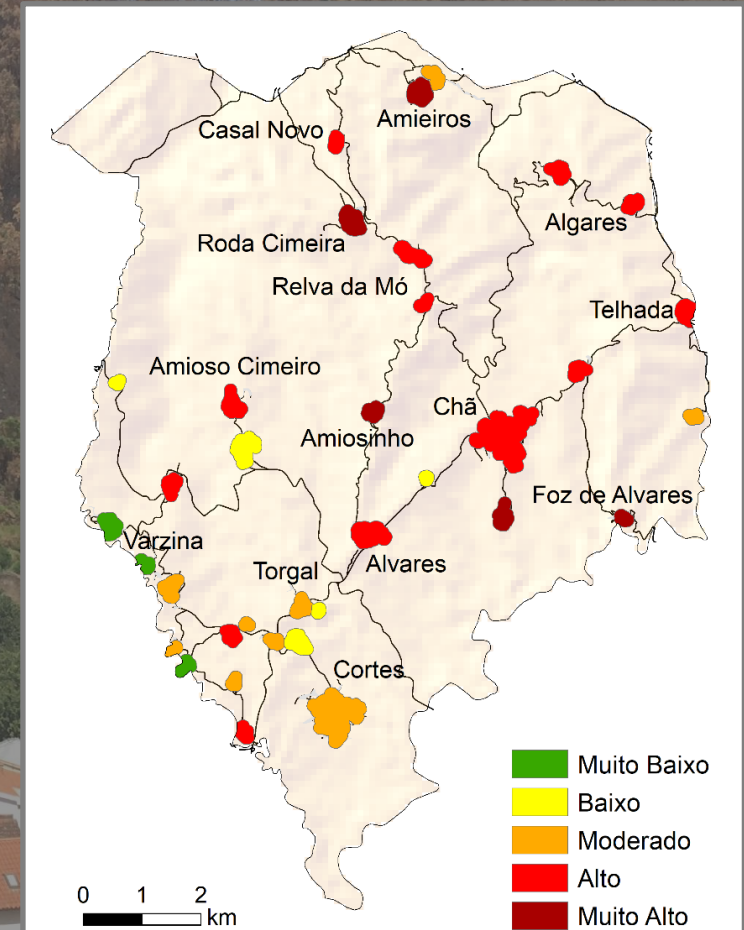 Amieiros
Casal Novo
Algares
Roda Cimeira
Relva da Mó
Telhada
Amioso Cimeiro
Chã
Amiosinho
Foz de Alvares
Varzina
Alvares
Torgal
Cortes
Muito Baixo
Baixo
Moderado
Alto
Muito Alto
0 1 2
km